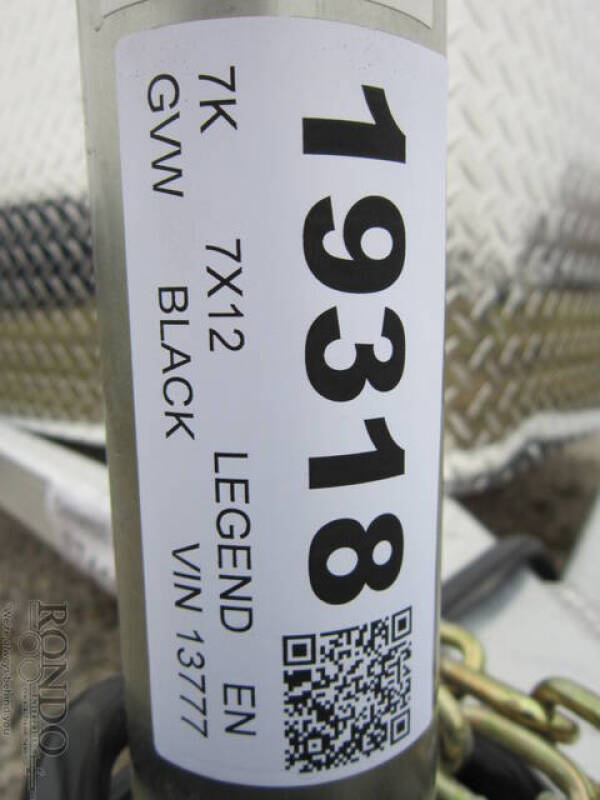 19318
7K 7X12 LEGEND EN
GVW BLACK VIN 13777
RONDO